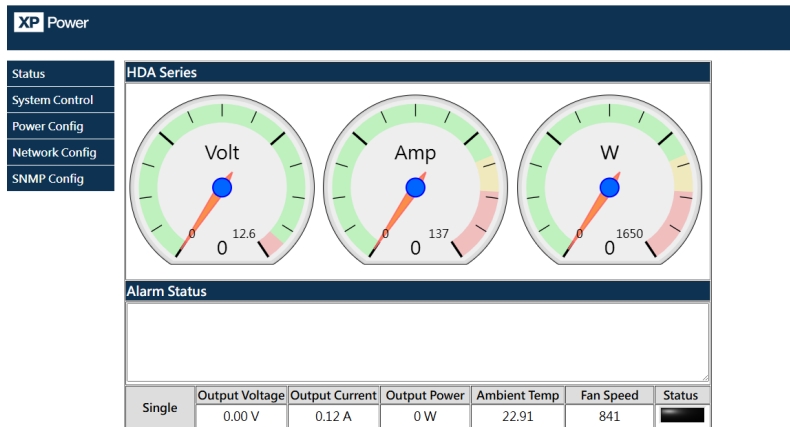 XP Power
Status
System Control
Power Config
Network Config
SNMP Config
HDA Series
Volt
0 12.6
0
Amp
0 137
0
W
0 1650
0
Alarm Status
Single
Output Voltage Output Current Output Power Ambient Temp Fan Speed Status
0.00 V 0.12 A 0 W 22.91 841